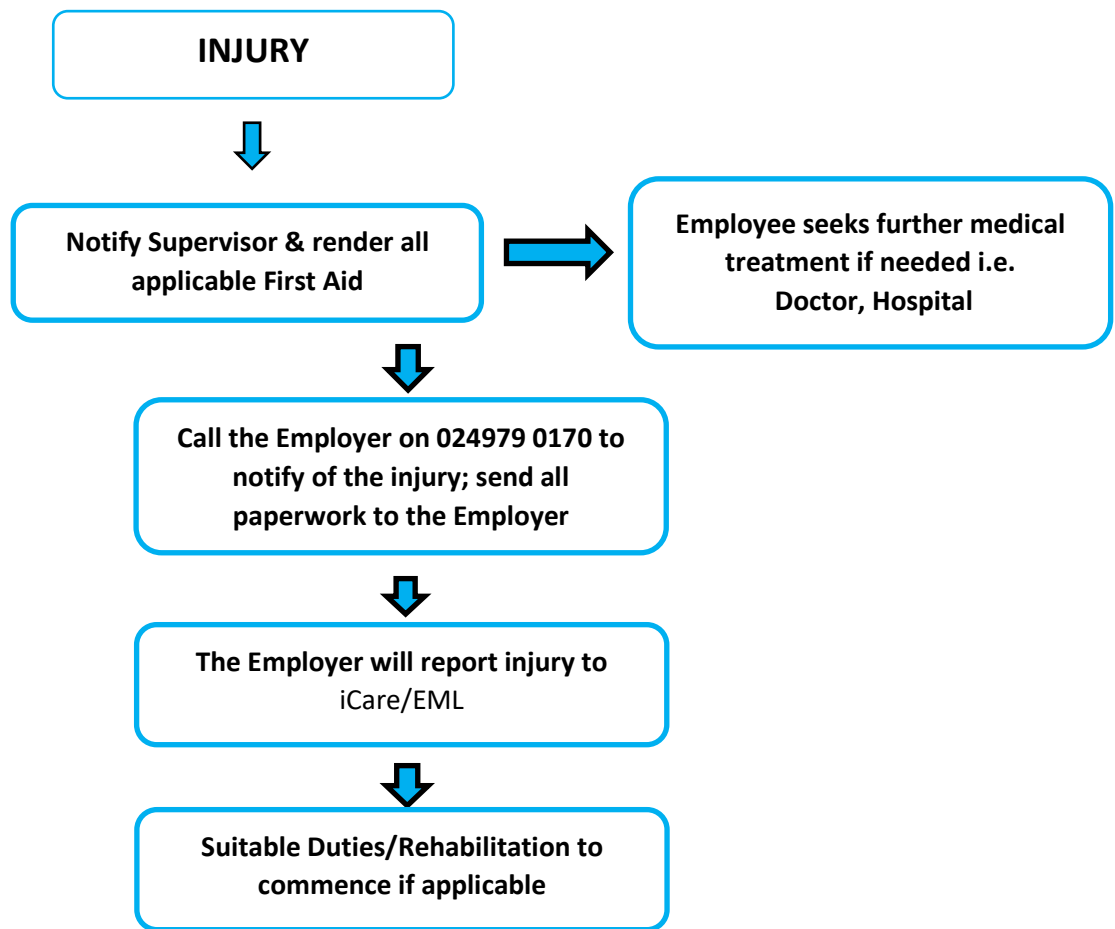 INJURY
Notify Supervisor & render all
applicable First Aid
Employee seeks further medical
treatment if needed i.e.
Doctor, Hospital
Call the Employer on 024979 0170 to
notify of the injury; send all
paperwork to the Employer
The Employer will report injury to
iCare/EML
Suitable Duties/Rehabilitation to
commence if applicable